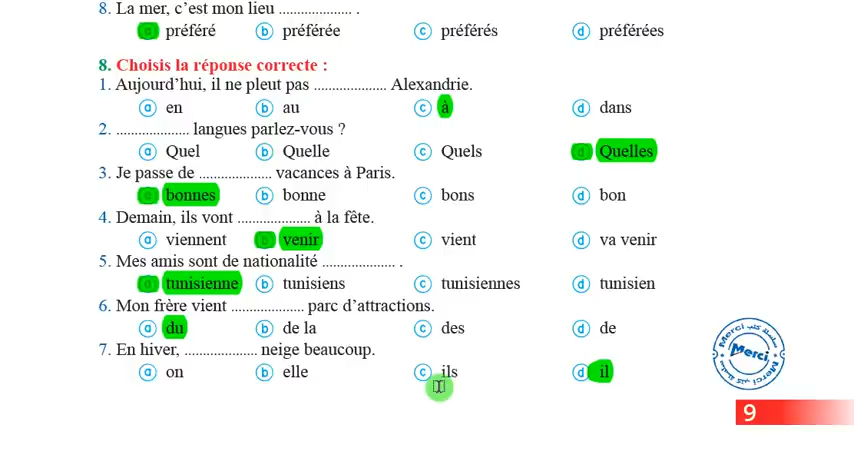 8. La mer, c'est mon lieu ................... .
a préféré b préférée c préférés d préférées
8. Choisis la réponse correcte :
1. Aujourd'hui, il ne pleut pas ................... Alexandrie.
a en b au c à d dans
2. ................... langues parlez-vous ?
a Quel b Quelle c Quels d Quelles
3. Je passe de ................... vacances à Paris.
a bonnes b bonne c bons d bon
4. Demain, ils vont ................... à la fête.
a viennent b venir c vient d va venir
5. Mes amis sont de nationalité ................... .
a tunisienne b tunisiens c tunisiennes d tunisien
6. Mon frère vient ................... parc d'attractions.
a du b de la c des d de
7. En hiver, ................... neige beaucoup.
a on b elle c ils d il
Merci
9